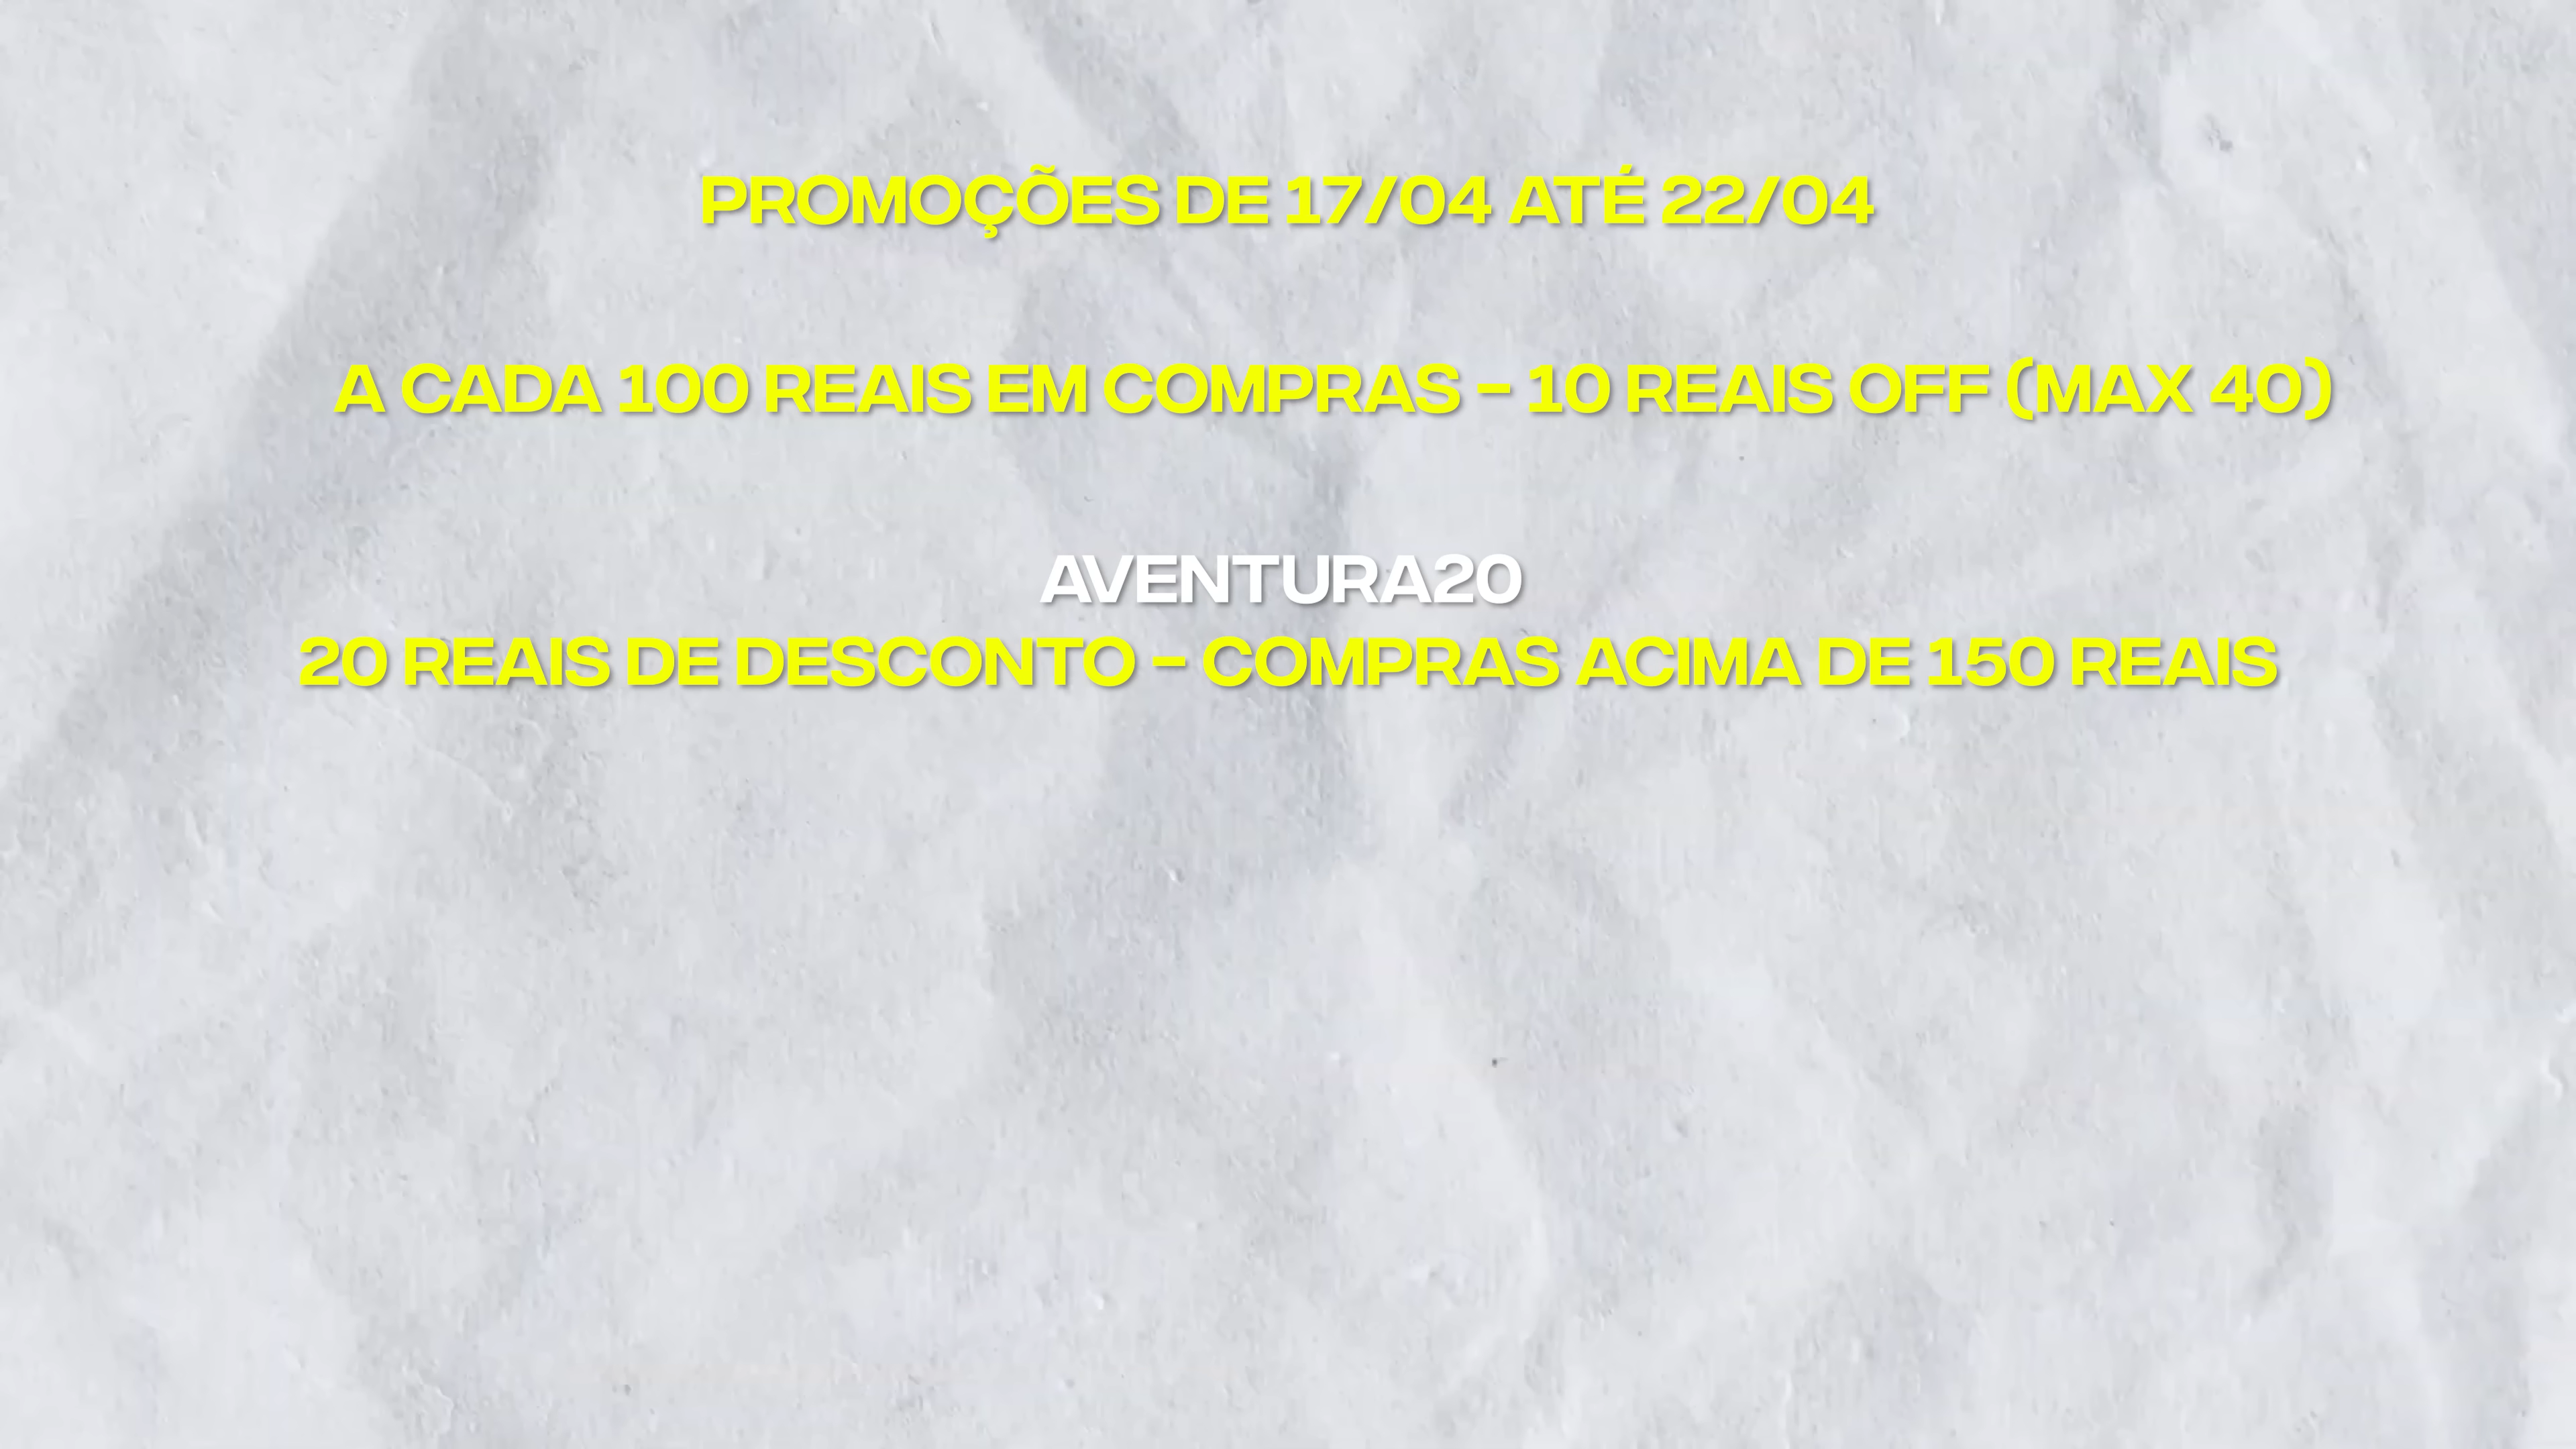 PROMOÇÕES DE 17/04 ATÉ 22/04
A CADA 100 REAIS EM COMPRAS - 10 REAIS OFF (MAX 40)
AVENTURA20
20 REAIS DE DESCONTO - COMPRAS ACIMA DE 150 REAIS